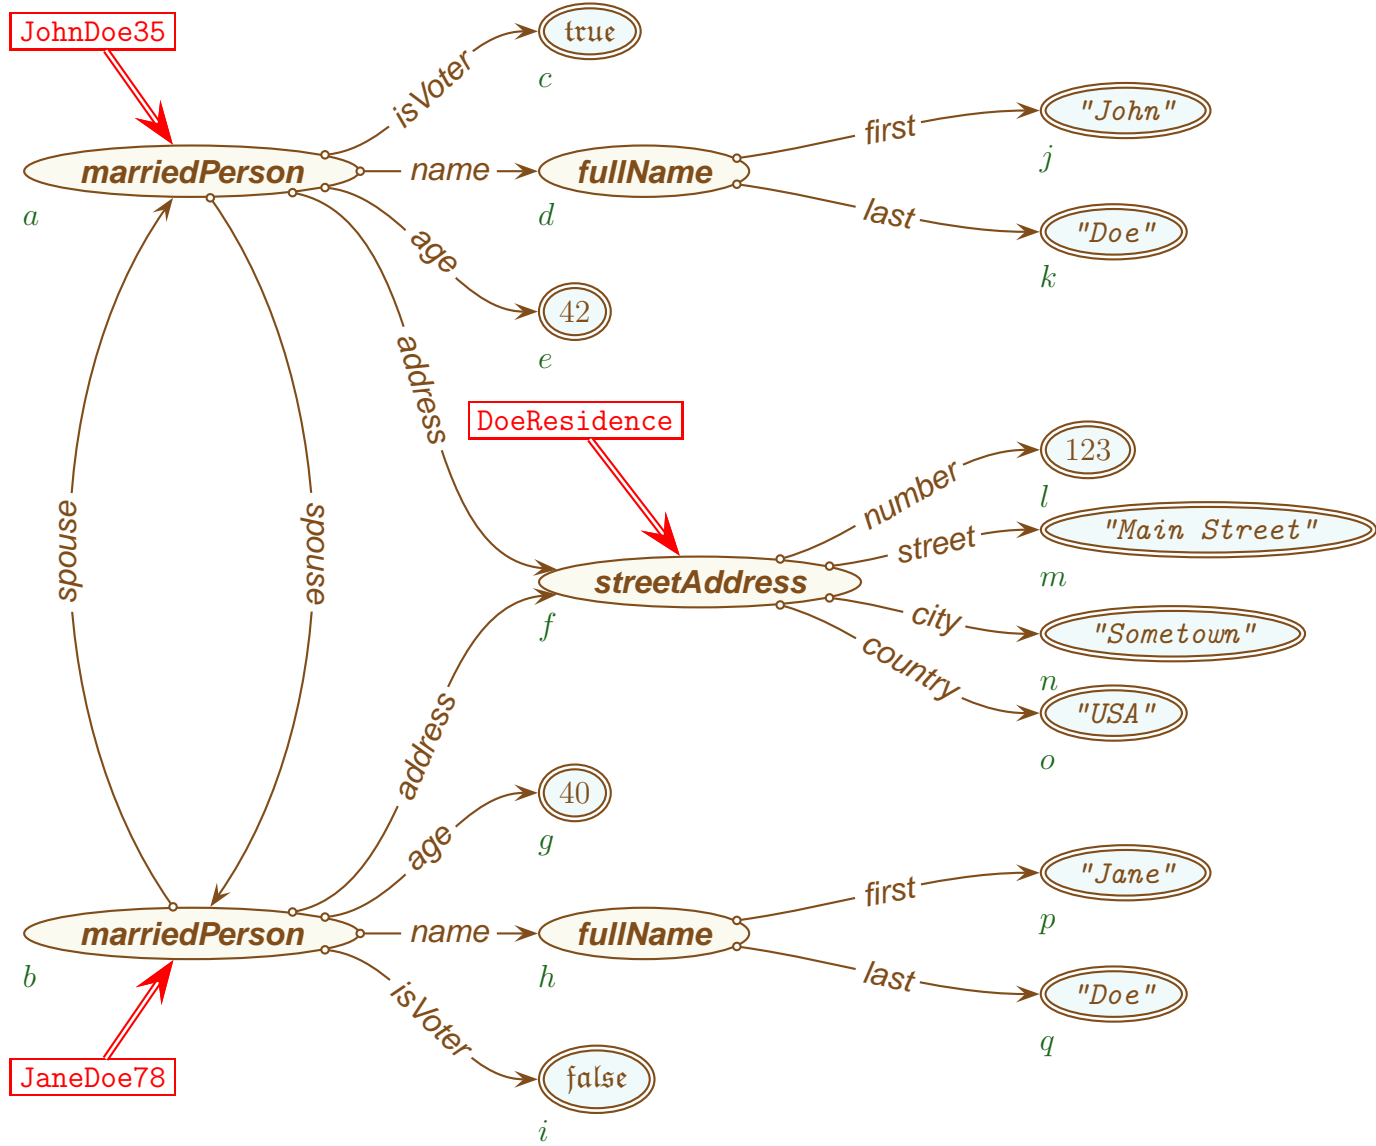 JohnDoe35
true
c
isVoter
"John"
first
j
marriedPerson
name
fullName
a
d
last
"Doe"
k
age
42
e
address
DoeResidence
number
123
l
street
"Main Street"
m
spouse
spouse
streetAddress
f
city
"Sometown"
n
country
"USA"
o
address
age
40
g
first
"Jane"
p
marriedPerson
name
fullName
b
h
last
"Doe"
q
isVoter
JaneDoe78
false
i